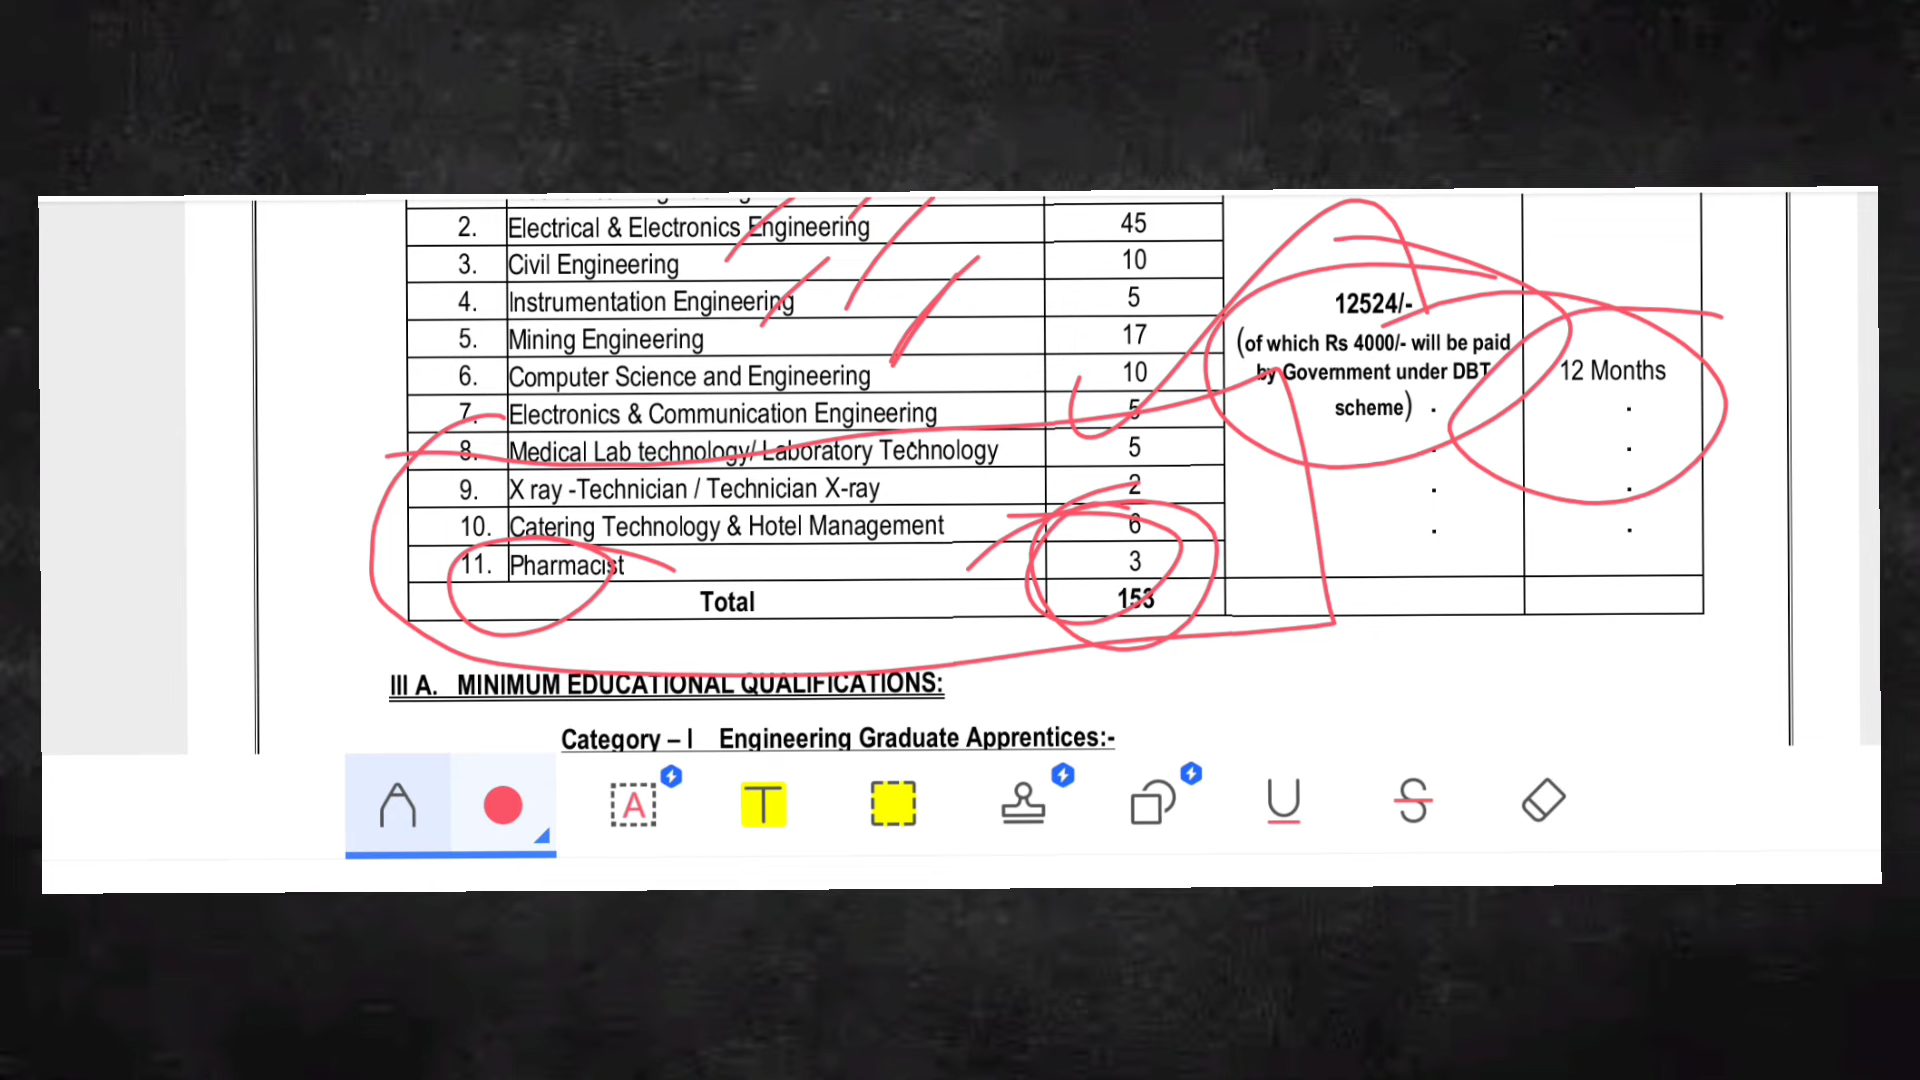 2. Electrical & Electronics Engineering 45
3. Civil Engineering 10
4. Instrumentation Engineering 5
5. Mining Engineering 17
6. Computer Science and Engineering 10
7. Electronics & Communication Engineering 5
8. Medical Lab technology/ Laboratory Technology 5
9. X ray -Technician / Technician X-ray 2
10. Catering Technology & Hotel Management 6
11. Pharmacist 3
Total 153
12524/-
(of which Rs 4000/- will be paid
by Government under DBT
scheme)
12 Months
III A. MINIMUM EDUCATIONAL QUALIFICATIONS:
Category – I Engineering Graduate Apprentices:-